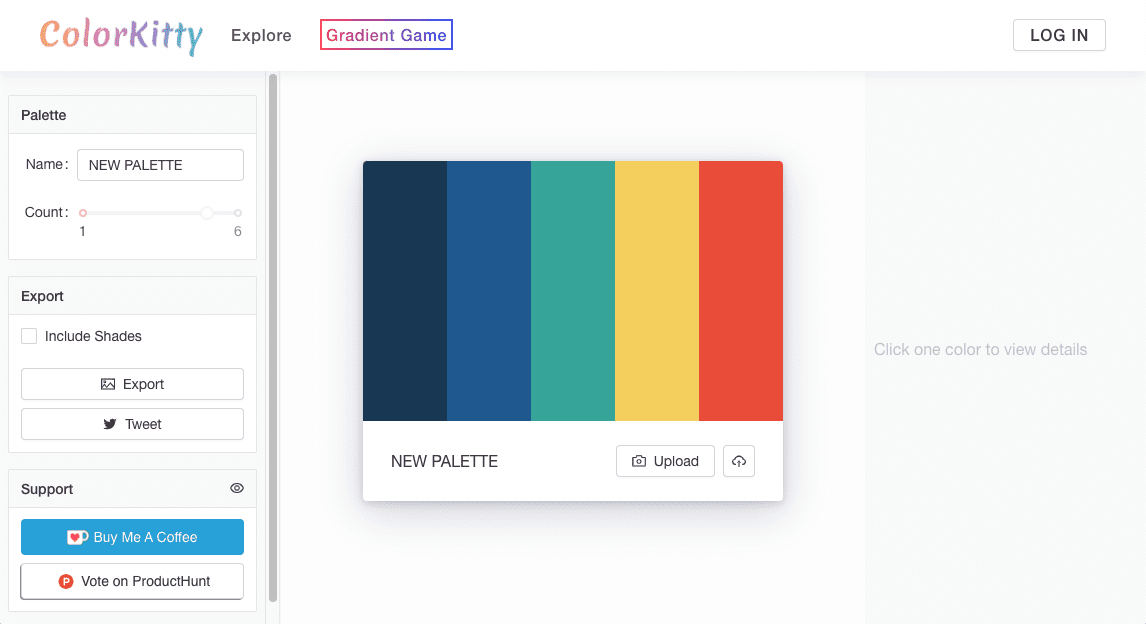 ColorKitty Explore Gradient Game LOG IN
Palette
Name: NEW PALETTE
Count:
1 6
Export
Include Shades
Export
Tweet
Support
Buy Me A Coffee
P Vote on ProductHunt
NEW PALETTE Upload
Click one color to view details